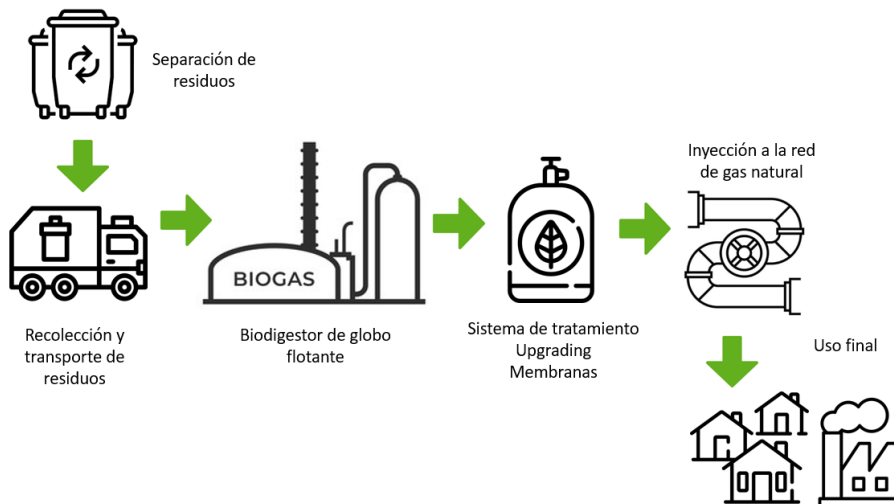 Separación de
residuos
Recolección y
transporte de
residuos
BIOGAS
Biodigestor de globo
flotante
Sistema de tratamiento
Upgrading
Membranas
Inyección a la red
de gas natural
Uso final